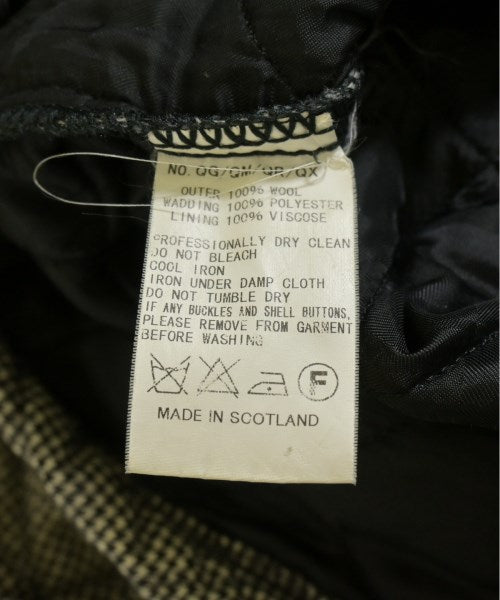 NO. QG/QM/QR/QX
OUTER 100% WOOL
WADDING 100% POLYESTER
LINING 100% VISCOSE
PROFESSIONALLY DRY CLEAN
DO NOT BLEACH
COOL IRON
IRON UNDER DAMP CLOTH
DO NOT TUMBLE DRY
IF ANY BUCKLES AND SHELL BUTTONS,
PLEASE REMOVE FROM GARMENT
BEFORE WASHING
F
MADE IN SCOTLAND